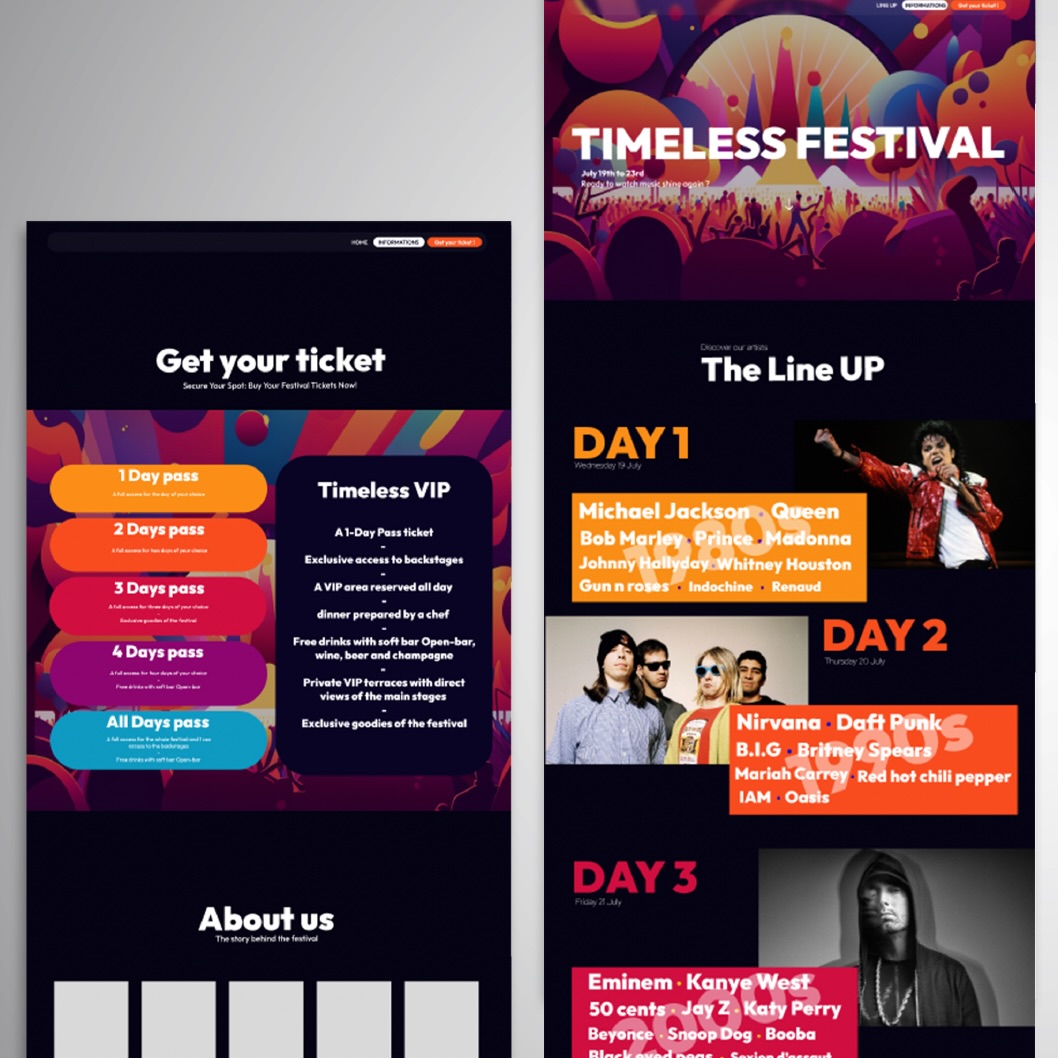 HOME INFORMATIONS Get your ticket !
Get your ticket
Secure Your Spot: Buy Your Festival Tickets Now!
1 Day pass
A full access for the day of your choice
2 Days pass
A full access for two days of your choice
3 Days pass
A full access for three days of your choice
-
Exclusive goodies of the festival
4 Days pass
A full access for two days of your choice
-
Free drinks with soft bar Open-bar
All Days pass
A full access for the whole festival and 1 use
access to the backstages
-
Free drinks with soft bar Open-Bar
Timeless VIP
A 1-Day Pass ticket
-
Exclusive access to backstages
-
A VIP area reserved all day
-
dinner prepared by a chef
-
Free drinks with soft bar Open-bar,
wine, beer and champagne
-
Private VIP terraces with direct
views of the main stages
-
Exclusive goodies of the festival
About us
The story behind the festival
LINE UP INFORMATIONS Get your ticket !
TIMELESS FESTIVAL
July 19th to 23rd
Ready to watch music shine again ?
Discover our artists
The Line UP
DAY 1
Wednesday 19 July
1980s
Michael Jackson • Queen
Bob Marley • Prince • Madonna
Johnny Hallyday • Whitney Houston
Gun n roses • Indochine • Renaud
DAY 2
Thursday 20 July
1990s
Nirvana • Daft Punk
B.I.G • Britney Spears
Mariah Carrey • Red hot chili pepper
IAM • Oasis
DAY 3
Friday 21 July
2000s
Eminem • Kanye West
50 cents • Jay Z • Katy Perry
Beyonce • Snoop Dog • Booba
Black eyed peas • Sexion d'assaut